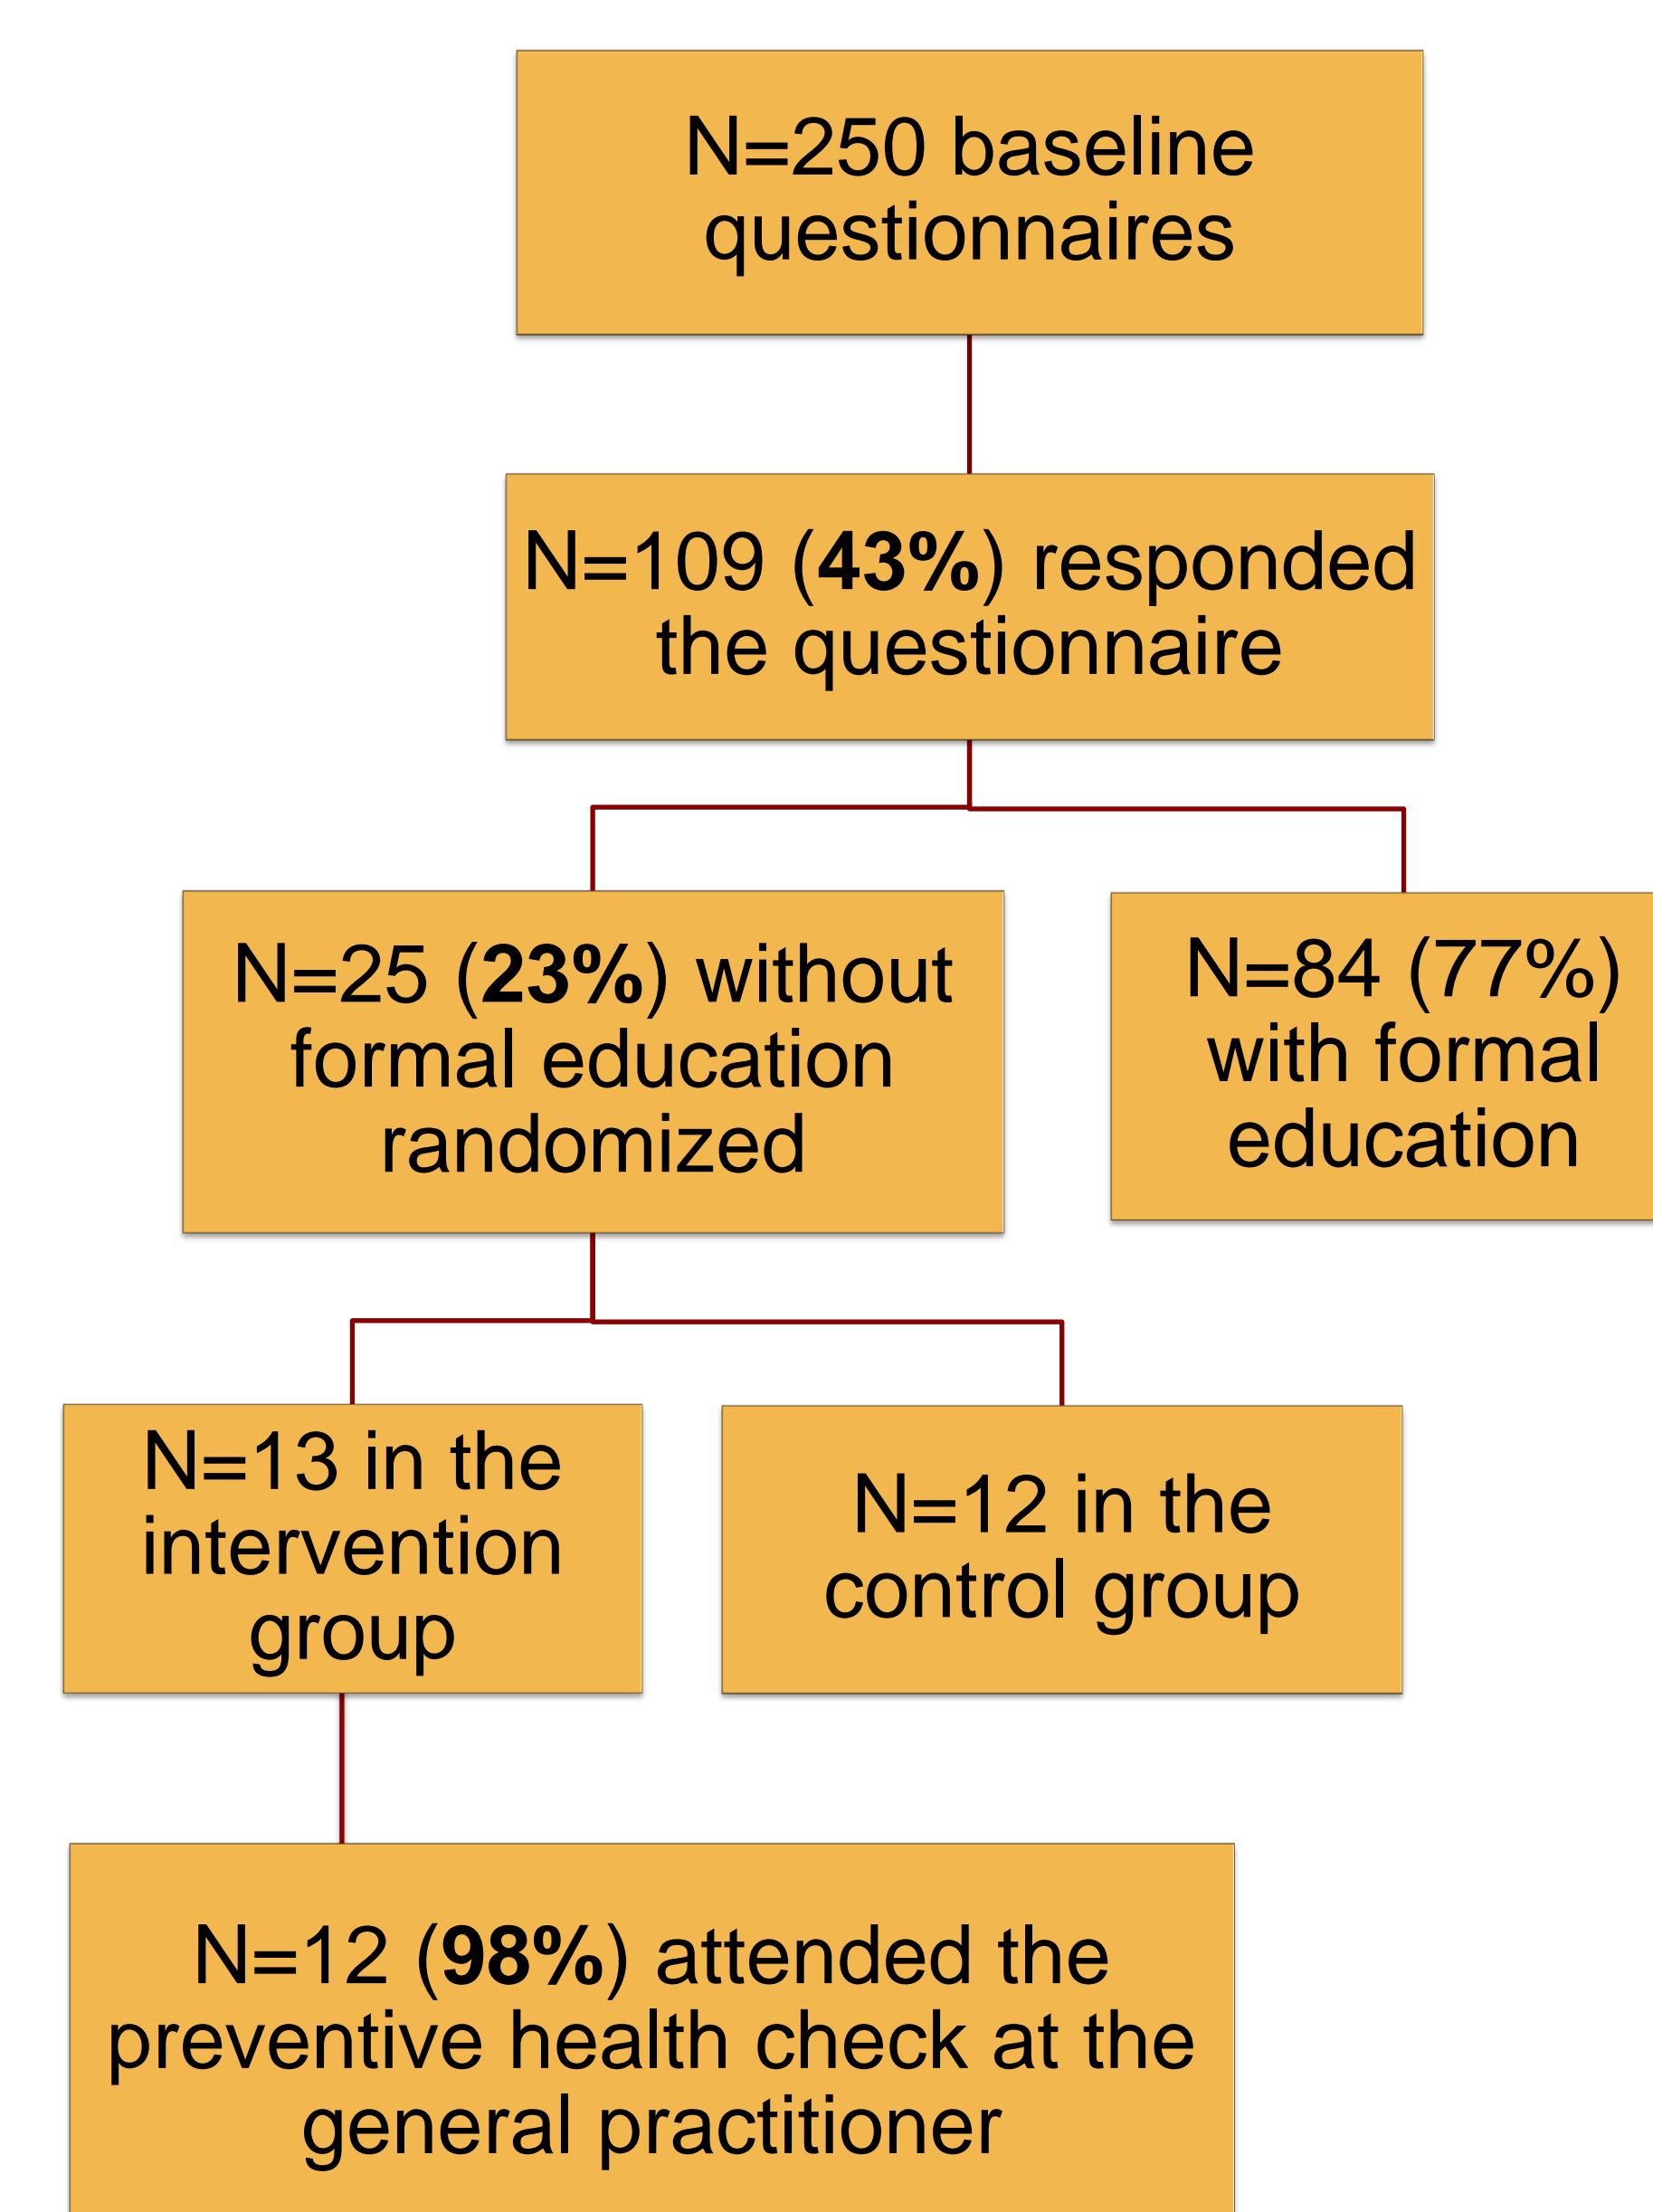 N=250 baseline
questionnaires
N=109 (43%) responded
the questionnaire
N=25 (23%) without
formal education
randomized
N=84 (77%)
with formal
education
N=13 in the
intervention
group
N=12 in the
control group
N=12 (98%) attended the
preventive health check at the
general practitioner